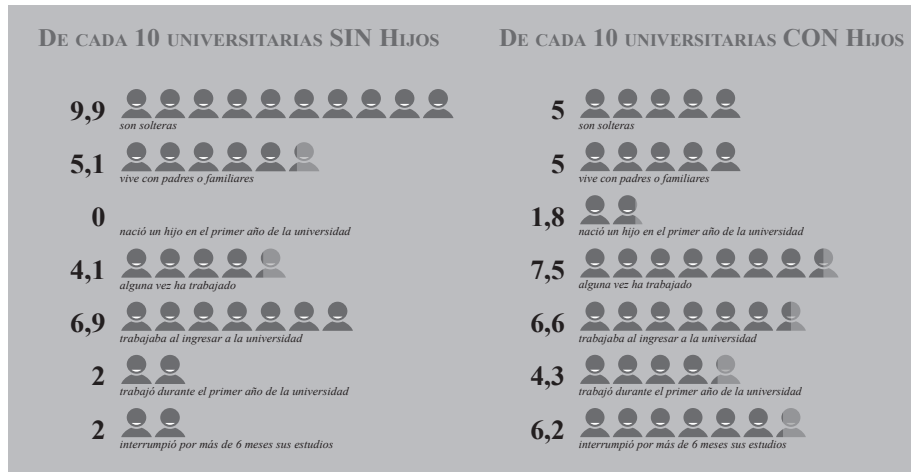 DE CADA 10 UNIVERSITARIAS SIN HIJOS
9,9
son solteras
5,1
vive con padres o familiares
0
nació un hijo en el primer año de la universidad
4,1
alguna vez ha trabajado
6,9
trabajaba al ingresar a la universidad
2
trabajó durante el primer año de la universidad
2
interrumpió por más de 6 meses sus estudios
DE CADA 10 UNIVERSITARIAS CON HIJOS
5
son solteras
5
vive con padres o familiares
1,8
nació un hijo en el primer año de la universidad
7,5
alguna vez ha trabajado
6,6
trabajaba al ingresar a la universidad
4,3
trabajó durante el primer año de la universidad
6,2
interrumpió por más de 6 meses sus estudios